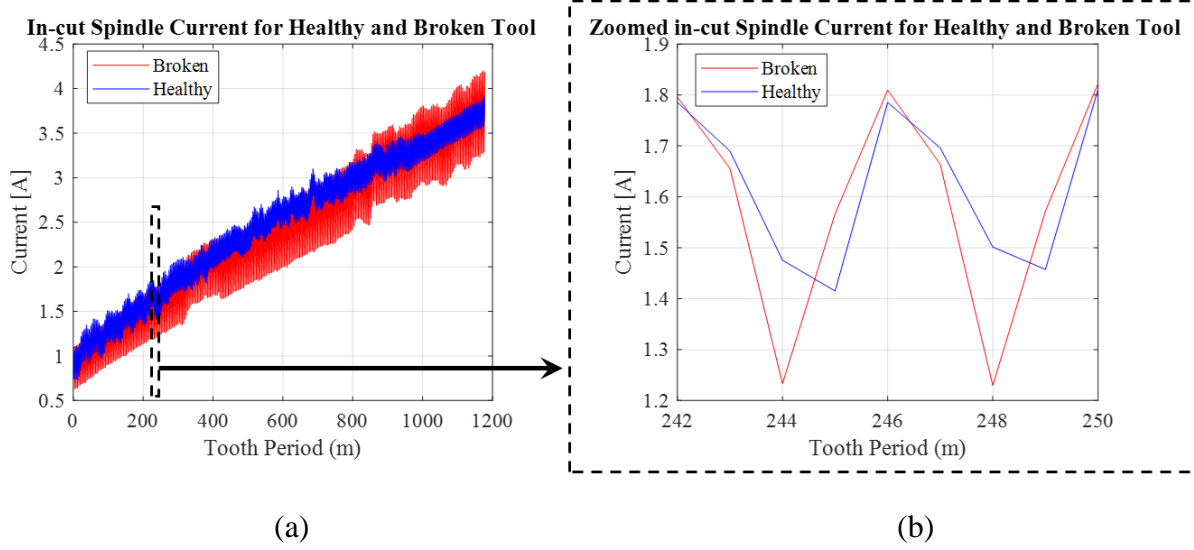 In-cut Spindle Current for Healthy and Broken Tool
4.5
4
3.5
3
2.5
2
1.5
1
0.5
Current [A]
Broken
Healthy
0 200 400 600 800 1000 1200
Tooth Period (m)
(a)
Zoomed in-cut Spindle Current for Healthy and Broken Tool
1.9
1.8
1.7
1.6
1.5
1.4
1.3
1.2
Current [A]
Broken
Healthy
242 244 246 248 250
Tooth Period (m)
(b)